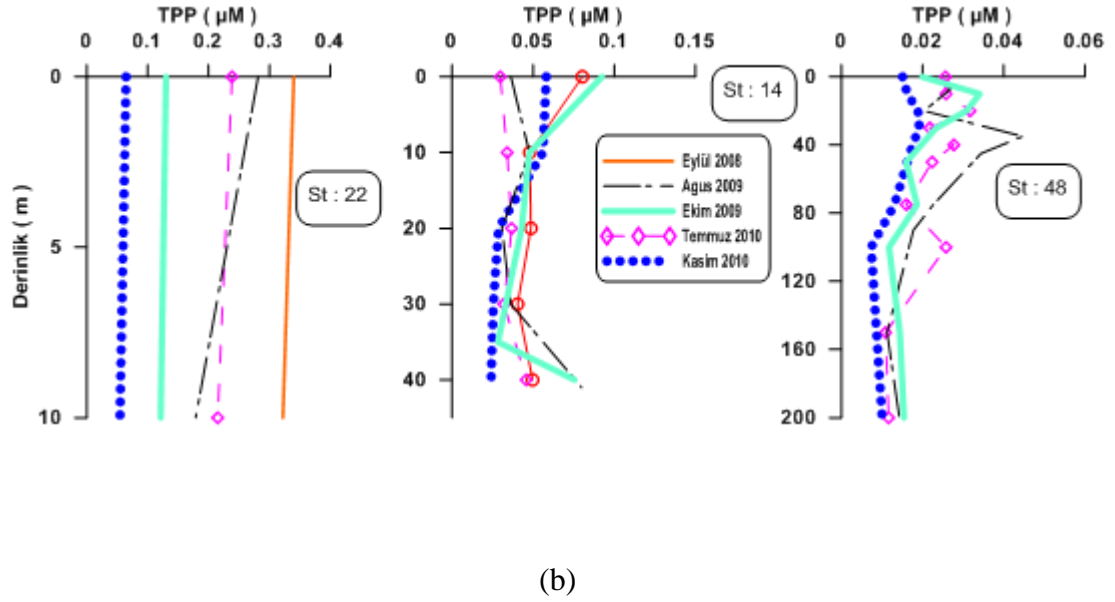 TPP ( µM )
0 0.1 0.2 0.3 0.4
0
5
10
Derinlik ( m )
St : 22
TPP ( µM )
0 0.05 0.1 0.15
0
10
20
30
40
St : 14
Eylül 2008
Agus 2009
Ekim 2009
Temmuz 2010
Kasim 2010
TPP ( µM )
0 0.02 0.04 0.06
0
40
80
120
160
200
St : 48
(b)